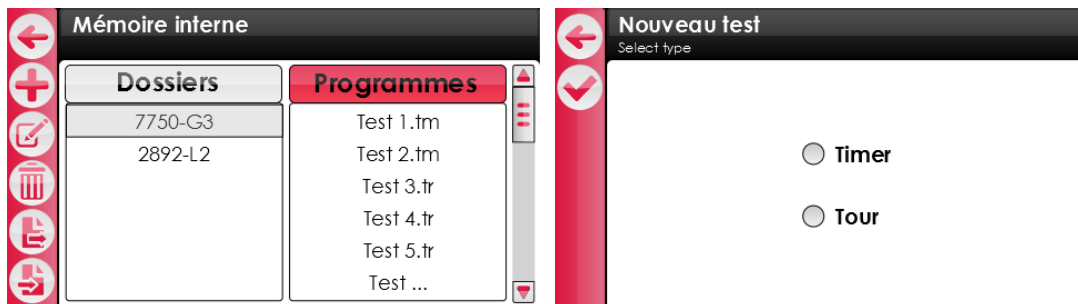 Mémoire interne
Dossiers
7750-G3
2892-L2
Programmes
Test 1.tm
Test 2.tm
Test 3.tr
Test 4.tr
Test 5.tr
Test ...
Nouveau test
Select type
Timer
Tour